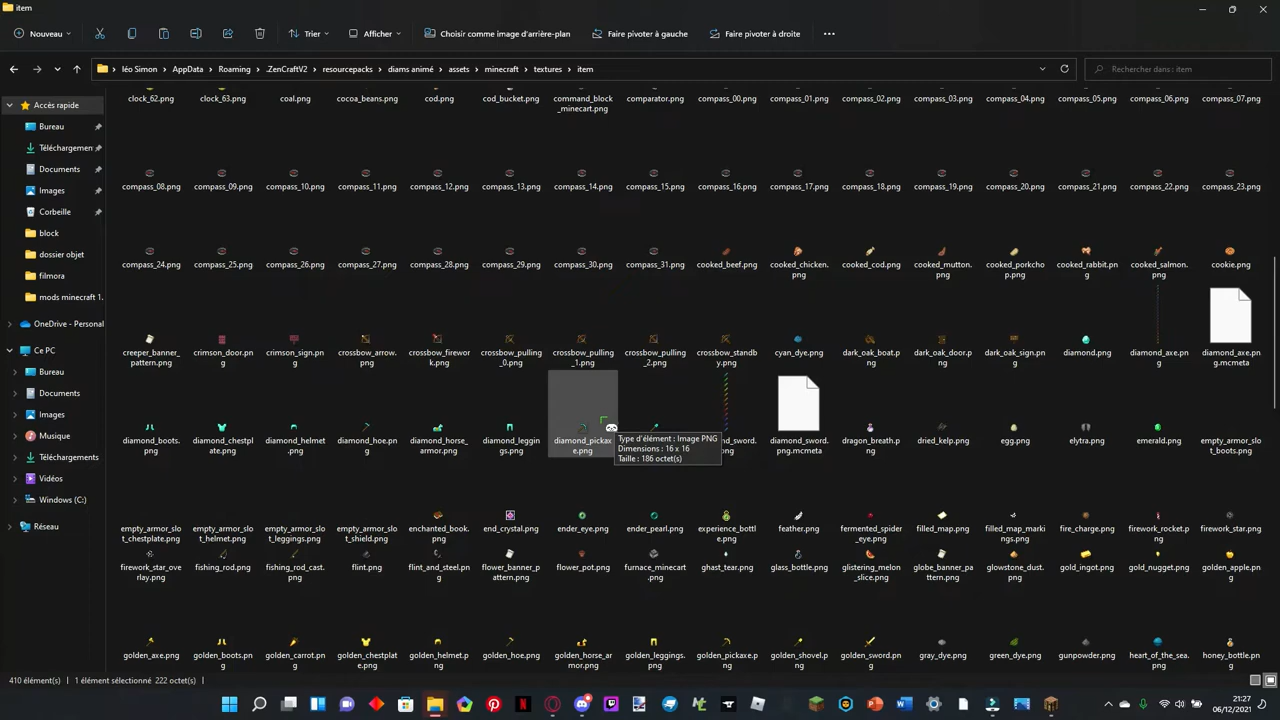 item
Nouveau
Trier
Afficher
Choisir comme image d'arrière-plan
Faire pivoter à gauche
Faire pivoter à droite
léo Simon > AppData > Roaming > .ZenCraftV2 > resourcepacks > diams animé > assets > minecraft > textures > item
Rechercher dans : item
Accès rapide
Bureau
Téléchargemen
Documents
Images
Corbeille
block
dossier objet
filmora
mods minecraft 1.
OneDrive - Personal
Ce PC
Bureau
Documents
Images
Musique
Téléchargements
Vidéos
Windows (C:)
Réseau
clock_62.png clock_63.png coal.png cocoa_beans.png cod.png cod_bucket.png command_block_minecart.png comparator.png compass_00.png compass_01.png compass_02.png compass_03.png compass_04.png compass_05.png compass_06.png compass_07.png
compass_08.png compass_09.png compass_10.png compass_11.png compass_12.png compass_13.png compass_14.png compass_15.png compass_16.png compass_17.png compass_18.png compass_19.png compass_20.png compass_21.png compass_22.png compass_23.png
compass_24.png compass_25.png compass_26.png compass_27.png compass_28.png compass_29.png compass_30.png compass_31.png cooked_beef.png cooked_chicken.png cooked_cod.png cooked_mutton.png cooked_porkchop.png cooked_rabbit.png cooked_salmon.png cookie.png
creeper_banner_pattern.png crimson_door.png crimson_sign.png crossbow_arrow.png crossbow_firework.png crossbow_pulling_0.png crossbow_pulling_1.png crossbow_pulling_2.png crossbow_standby.png cyan_dye.png dark_oak_boat.png dark_oak_door.png dark_oak_sign.png diamond.png diamond_axe.png diamond_axe.png.mcmeta
diamond_boots.png diamond_chestplate.png diamond_helmet.png diamond_hoe.png diamond_horse_armor.png diamond_leggings.png diamond_pickaxe.png d_sword.png diamond_sword.png.mcmeta dragon_breath.png dried_kelp.png egg.png elytra.png emerald.png empty_armor_slot_boots.png
Type d'élément : Image PNG
Dimensions : 16 x 16
Taille : 186 octet(s)
empty_armor_slot_chestplate.png empty_armor_slot_helmet.png empty_armor_slot_leggings.png empty_armor_slot_shield.png enchanted_book.png end_crystal.png ender_eye.png ender_pearl.png experience_bottle.png feather.png fermented_spider_eye.png filled_map.png filled_map_markings.png fire_charge.png firework_rocket.png firework_star.png
firework_star_overlay.png fishing_rod.png fishing_rod_cast.png flint.png flint_and_steel.png flower_banner_pattern.png flower_pot.png furnace_minecart.png ghast_tear.png glass_bottle.png glistering_melon_slice.png globe_banner_pattern.png glowstone_dust.png gold_ingot.png gold_nugget.png golden_apple.png
golden_axe.png golden_boots.png golden_carrot.png golden_chestplate.png golden_helmet.png golden_hoe.png golden_horse_armor.png golden_leggings.png golden_pickaxe.png golden_shovel.png golden_sword.png gray_dye.png green_dye.png gunpowder.png heart_of_the_sea.png honey_bottle.png
410 élément(s) | 1 élément sélectionné 222 octet(s) |
21:27
06/12/2021